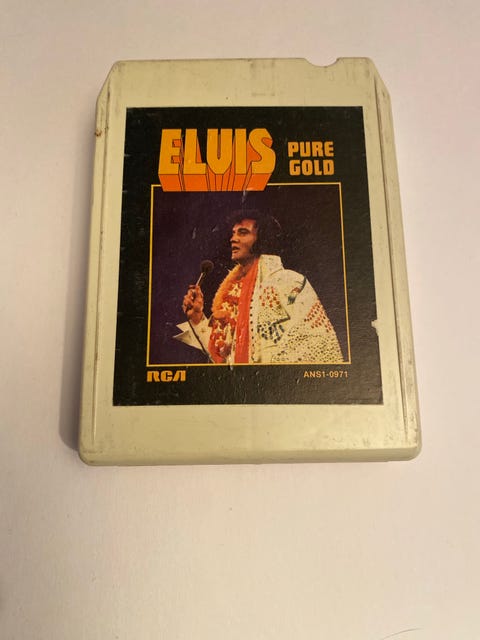 ELVIS
PURE
GOLD
RCA
ANS1-0971